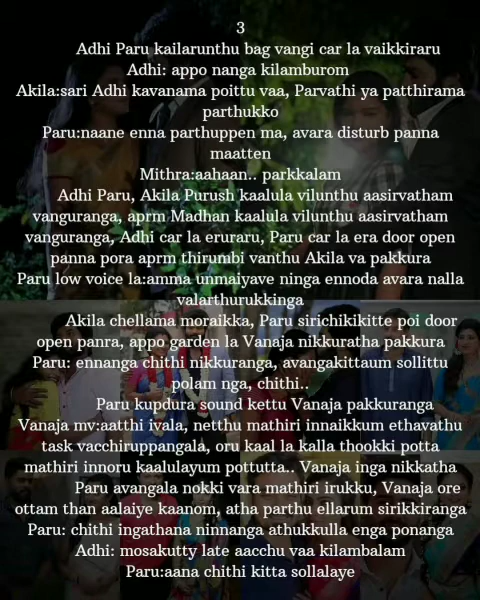 3
Adhi Paru kailarunthu bag vangi car la vaikkiraru
Adhi: appo nanga kilamburom
Akila:sari Adhi kavanama poittu vaa, Parvathi ya patthirama
parthukko
Paru:naane enna parthuppen ma, avara disturb panna
maatten
Mithra:aahaan.. parkkalam
Adhi Paru, Akila Purush kaalula vilunthu aasirvatham
vanguranga, aprm Madhan kaalula vilunthu aasirvatham
vanguranga, Adhi car la eruraru, Paru car la era door open
panna pora aprm thirumbi vanthu Akila va pakkura
Paru low voice la:amma unmaiyave ninga ennoda avara nalla
valarthurukkinga
Akila chellama moraikka, Paru sirichikikitte poi door
open panra, appo garden la Vanaja nikkuratha pakkura
Paru: ennanga chithi nikkuranga, avangakittaum sollittu
polam nga, chithi..
Paru kupdura sound kettu Vanaja pakkuranga
Vanaja mv:aatthi ivala, netthu mathiri innaikkum ethavathu
task vacchiruppangala, oru kaal la kalla thookki potta
mathiri innoru kaalulayum pottutta.. Vanaja inga nikkatha
Paru avangala nokki vara mathiri irukku, Vanaja ore
ottam than aalaiye kaanom, atha parthu ellarum sirikkiranga
Paru: chithi ingathana ninnanga athukkulla enga ponanga
Adhi: mosakutty late aacchu vaa kilambalam
Paru:aana chithi kitta sollalaye